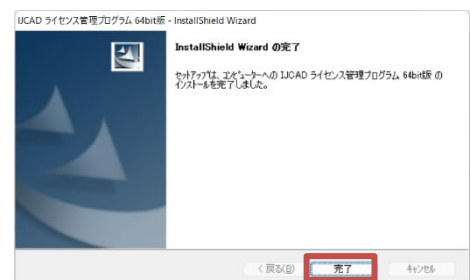 IJCAD ライセンス管理プログラム 64bit版 - InstallShield Wizard
InstallShield Wizard の完了
セットアップは、コンピューターへの IJCAD ライセンス管理プログラム 64bit版 の
インストールを完了しました。
< 戻る(B)
完了
キャンセル